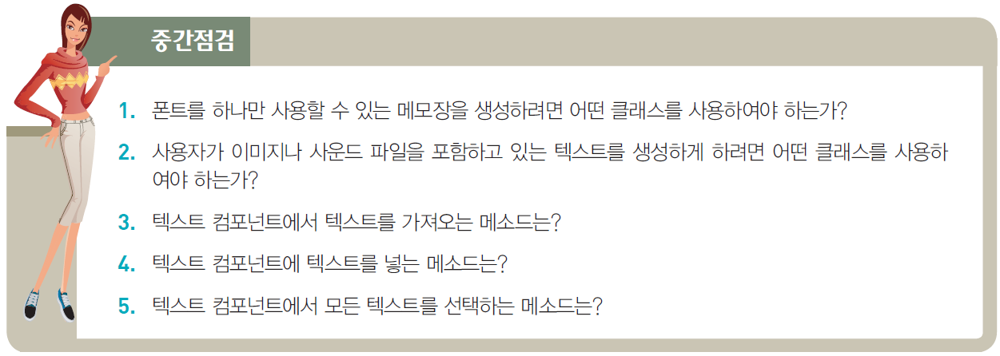 중간점검
1. 폰트를 하나만 사용할 수 있는 메모장을 생성하려면 어떤 클래스를 사용하여야 하는가?
2. 사용자가 이미지나 사운드 파일을 포함하고 있는 텍스트를 생성하게 하려면 어떤 클래스를 사용하
여야 하는가?
3. 텍스트 컴포넌트에서 텍스트를 가져오는 메소드는?
4. 텍스트 컴포넌트에 텍스트를 넣는 메소드는?
5. 텍스트 컴포넌트에서 모든 텍스트를 선택하는 메소드는?